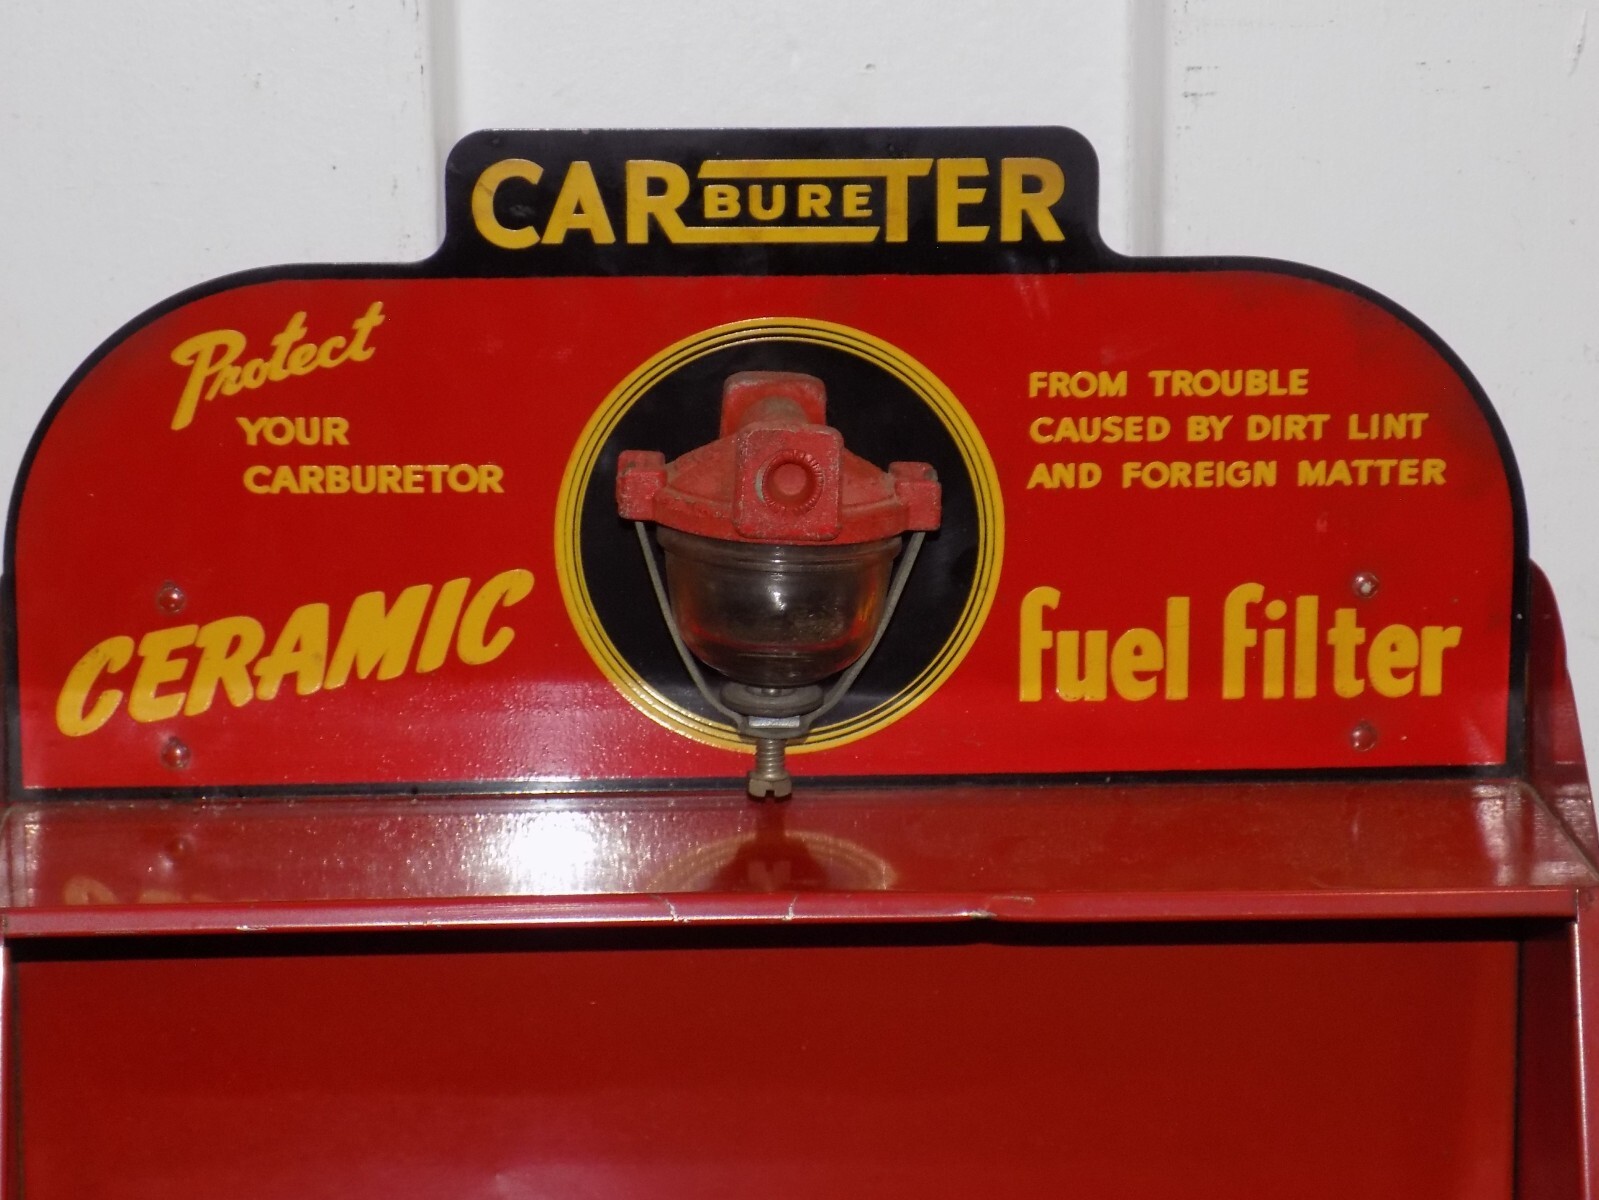 CARBURETER
Protect
YOUR
CARBURETOR
FROM TROUBLE
CAUSED BY DIRT LINT
AND FOREIGN MATTER
CERAMIC
fuel filter